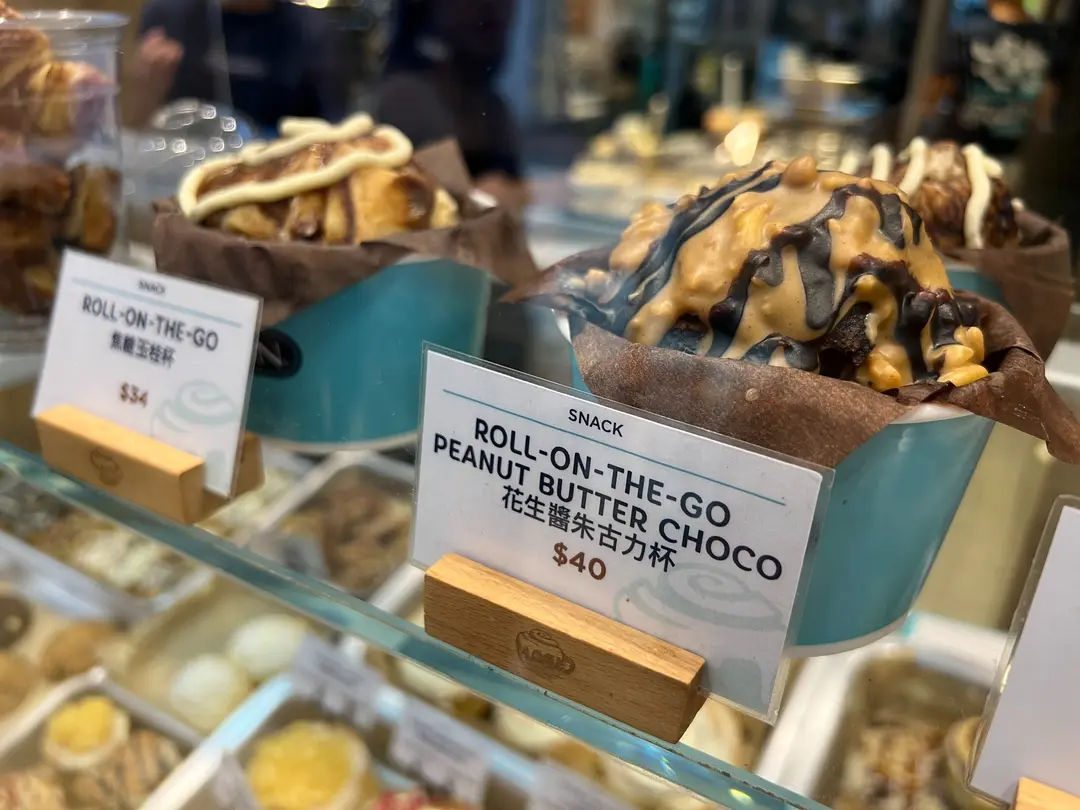 SNACK
ROLL-ON-THE-GO
焦糖玉桂杯
$34
SNACK
ROLL-ON-THE-GO
PEANUT BUTTER CHOCO
花生醬朱古力杯
$40